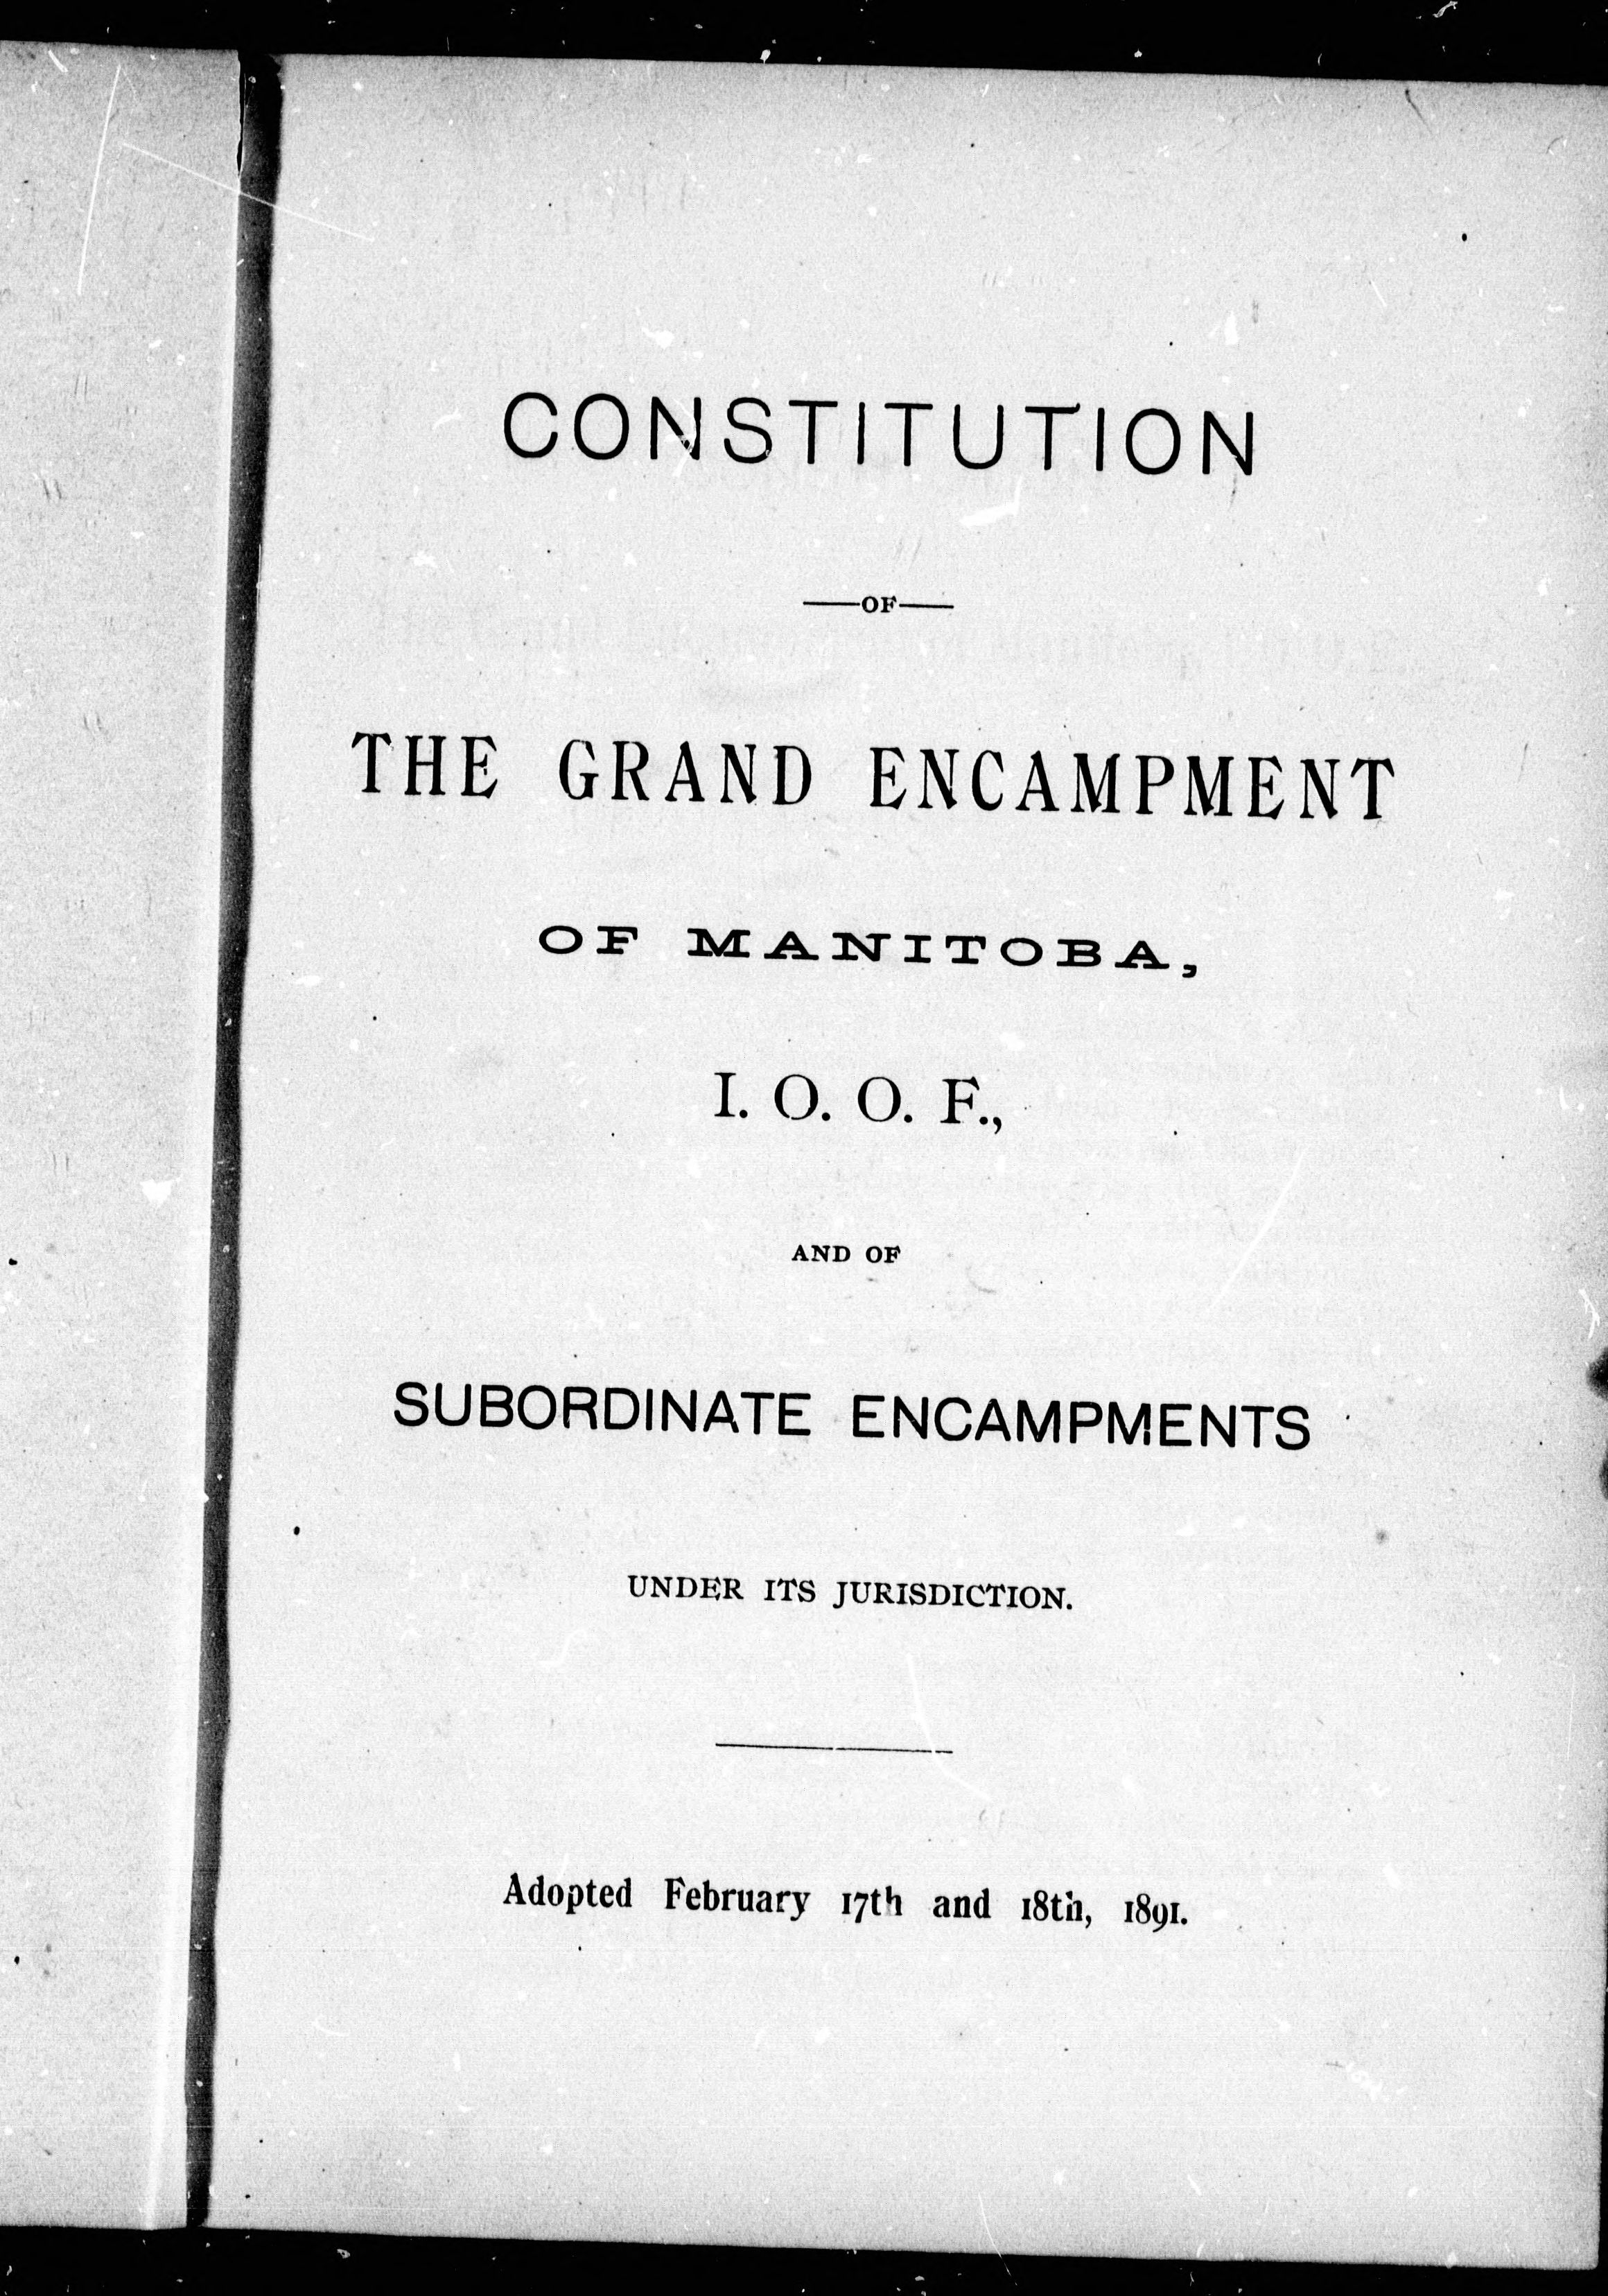 CONSTITUTION
—OF—
THE GRAND ENCAMPMENT
OF MANITOBA,
I. O. O. F.,
AND OF
SUBORDINATE ENCAMPMENTS
UNDER ITS JURISDICTION.
Adopted February 17th and 18th, 1891.